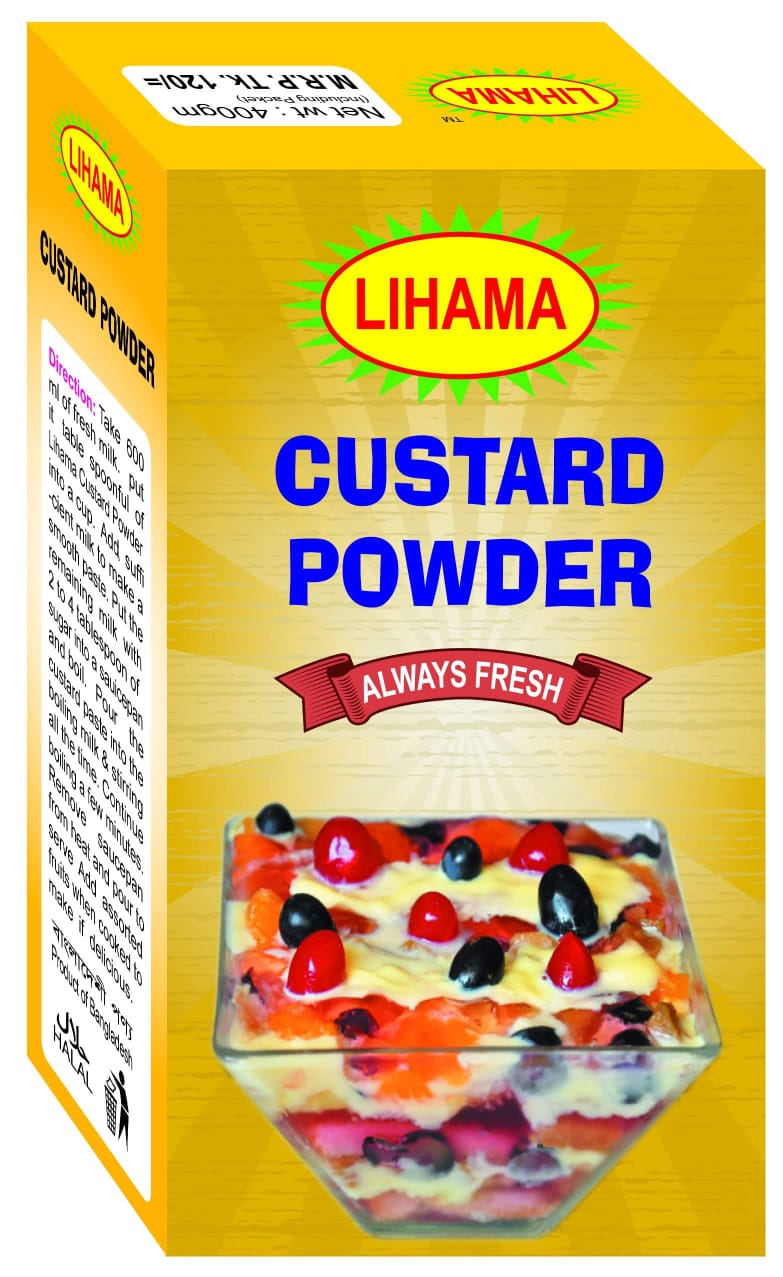 Net wt : 400gm
(Including Packet)
M.R.P. Tk. 120/=
LIHAMA
TM
LIHAMA
CUSTARD
POWDER
ALWAYS FRESH
LIHAMA
CUSTARD POWDER
Direction: Take 600
ml of fresh milk. put
it table spoonful of
Lihama Custard Powder
into a cup. Add suffi
-cient milk to make a
smooth paste. Put the
remaining milk with
2 to 4 tablespoon of
sugar into a sauicepan
and boil. Pour the
custard paste into the
boiling milk & stirring
all the time. Continue
boiling a few minutes.
Remove saucepan
from heat and pour to
serve Add assorted
fruits when cooked to
make if delicious.
বাংলাদেশী পণ্য
Product of Bangladesh
حلال
HALAL